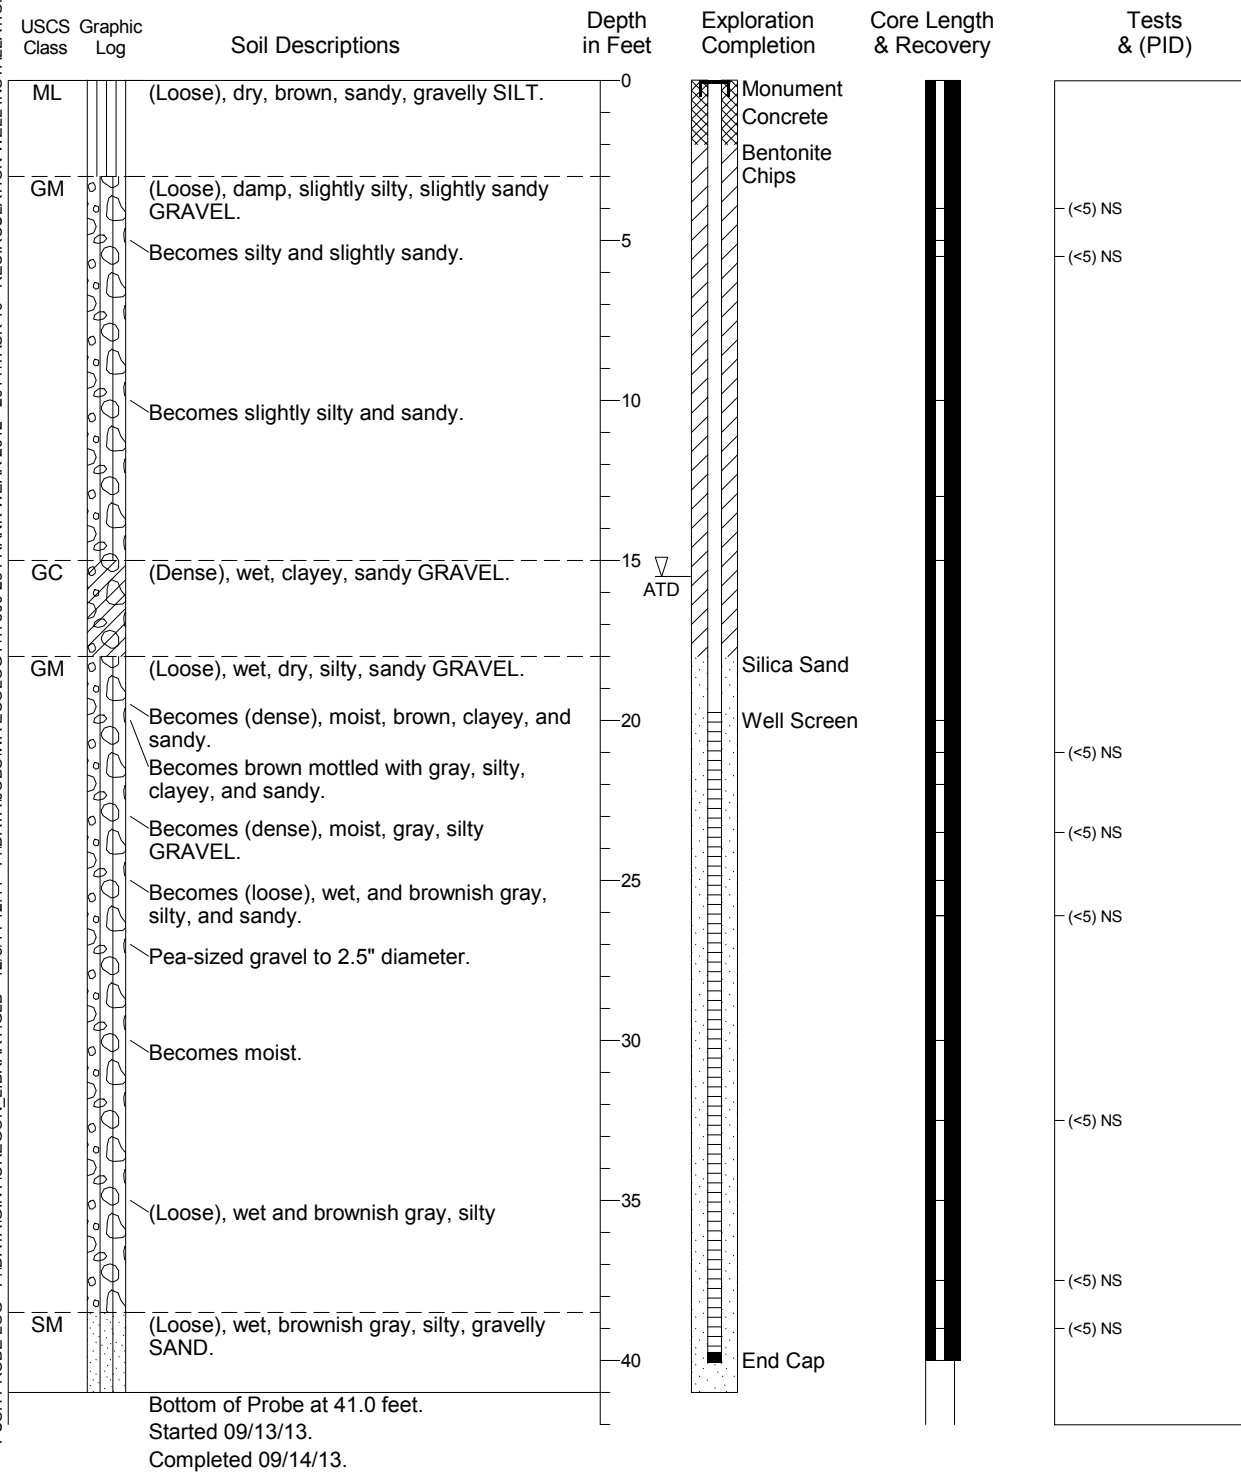 USCS Class
Graphic Log
Soil Descriptions
Depth in Feet
Exploration Completion
Core Length & Recovery
Tests & (PID)
0
ML
(Loose), dry, brown, sandy, gravelly SILT.
Monument
Concrete
Bentonite
Chips
GM
(Loose), damp, slightly silty, slightly sandy
GRAVEL.
(<5) NS
5
Becomes silty and slightly sandy.
(<5) NS
10
Becomes slightly silty and sandy.
15
GC
(Dense), wet, clayey, sandy GRAVEL.
ATD
GM
(Loose), wet, dry, silty, sandy GRAVEL.
Silica Sand
Becomes (dense), moist, brown, clayey, and
sandy.
20
Well Screen
Becomes brown mottled with gray, silty,
clayey, and sandy.
(<5) NS
Becomes (dense), moist, gray, silty
GRAVEL.
(<5) NS
25
Becomes (loose), wet, and brownish gray,
silty, and sandy.
(<5) NS
Pea-sized gravel to 2.5" diameter.
30
Becomes moist.
(<5) NS
35
(Loose), wet and brownish gray, silty
(<5) NS
SM
(Loose), wet, brownish gray, silty, gravelly
SAND.
(<5) NS
40
End Cap
Bottom of Probe at 41.0 feet.
Started 09/13/13.
Completed 09/14/13.